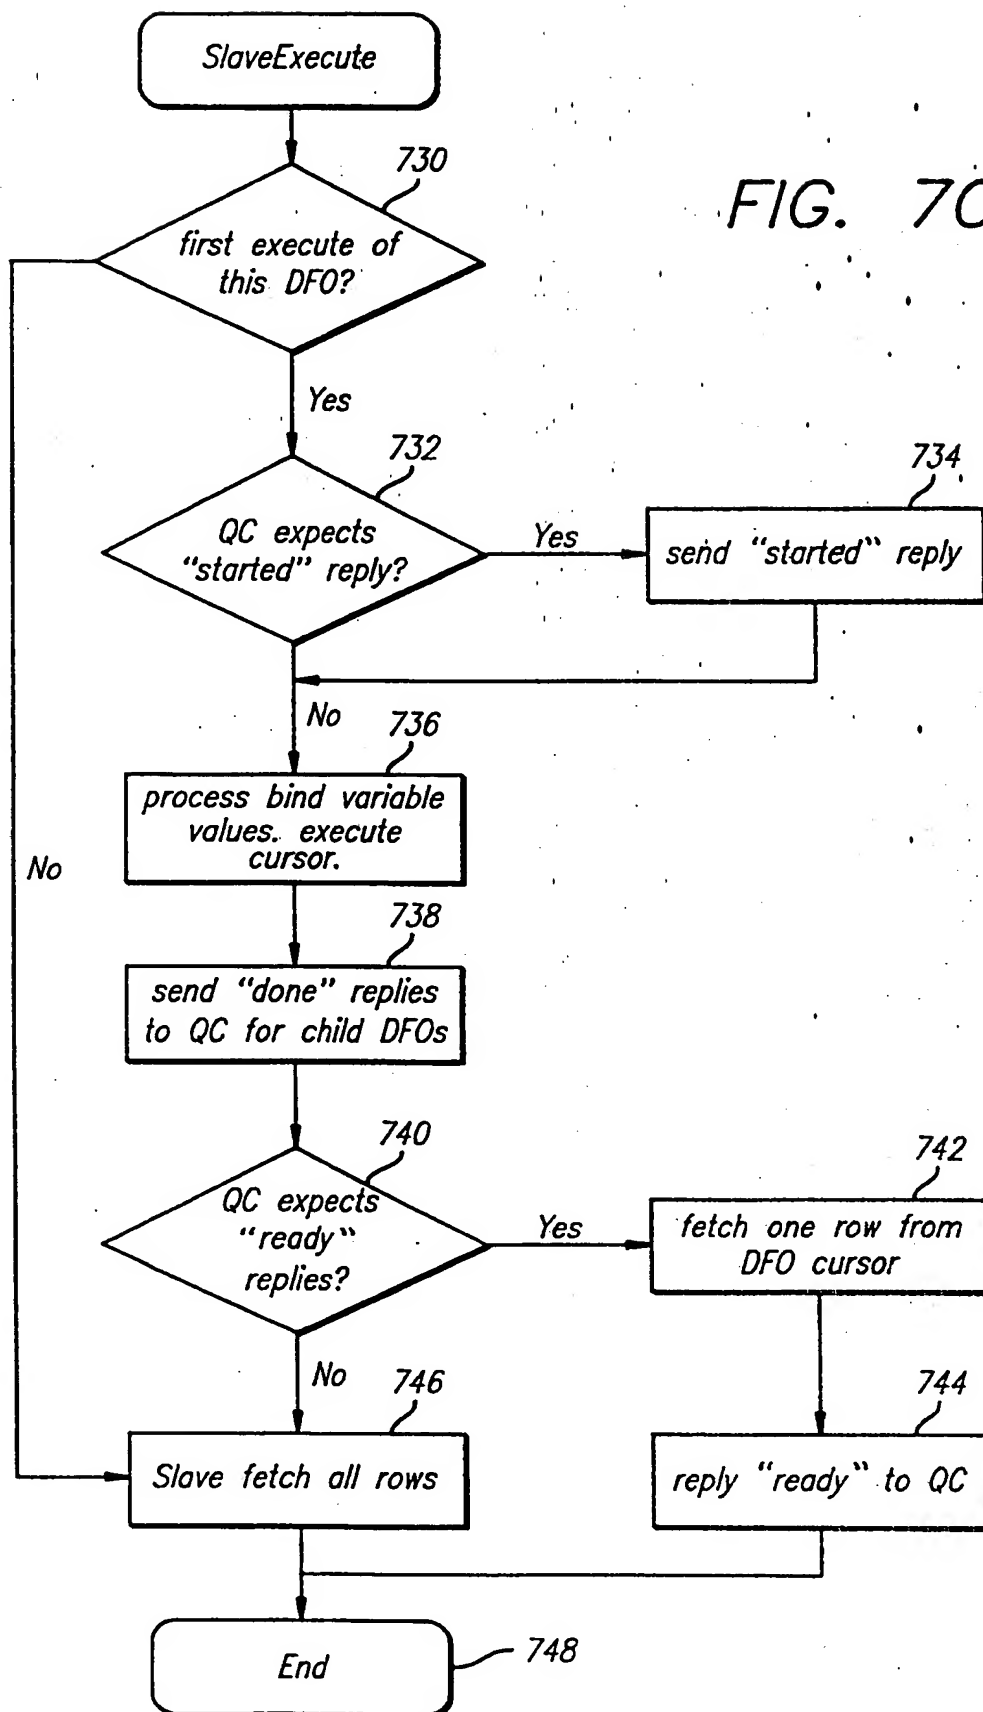 SlaveExecute
730
FIG. 7C
first execute of
this DFO?
Yes
732
734
QC expects
"started" reply?
Yes
send "started" reply
No
736
process bind variable
values. execute
cursor.
No
738
send "done" replies
to QC for child DFOs
740
742
QC expects
"ready"
replies?
Yes
fetch one row from
DFO cursor
No
746
744
Slave fetch all rows
reply "ready" to QC
End
748